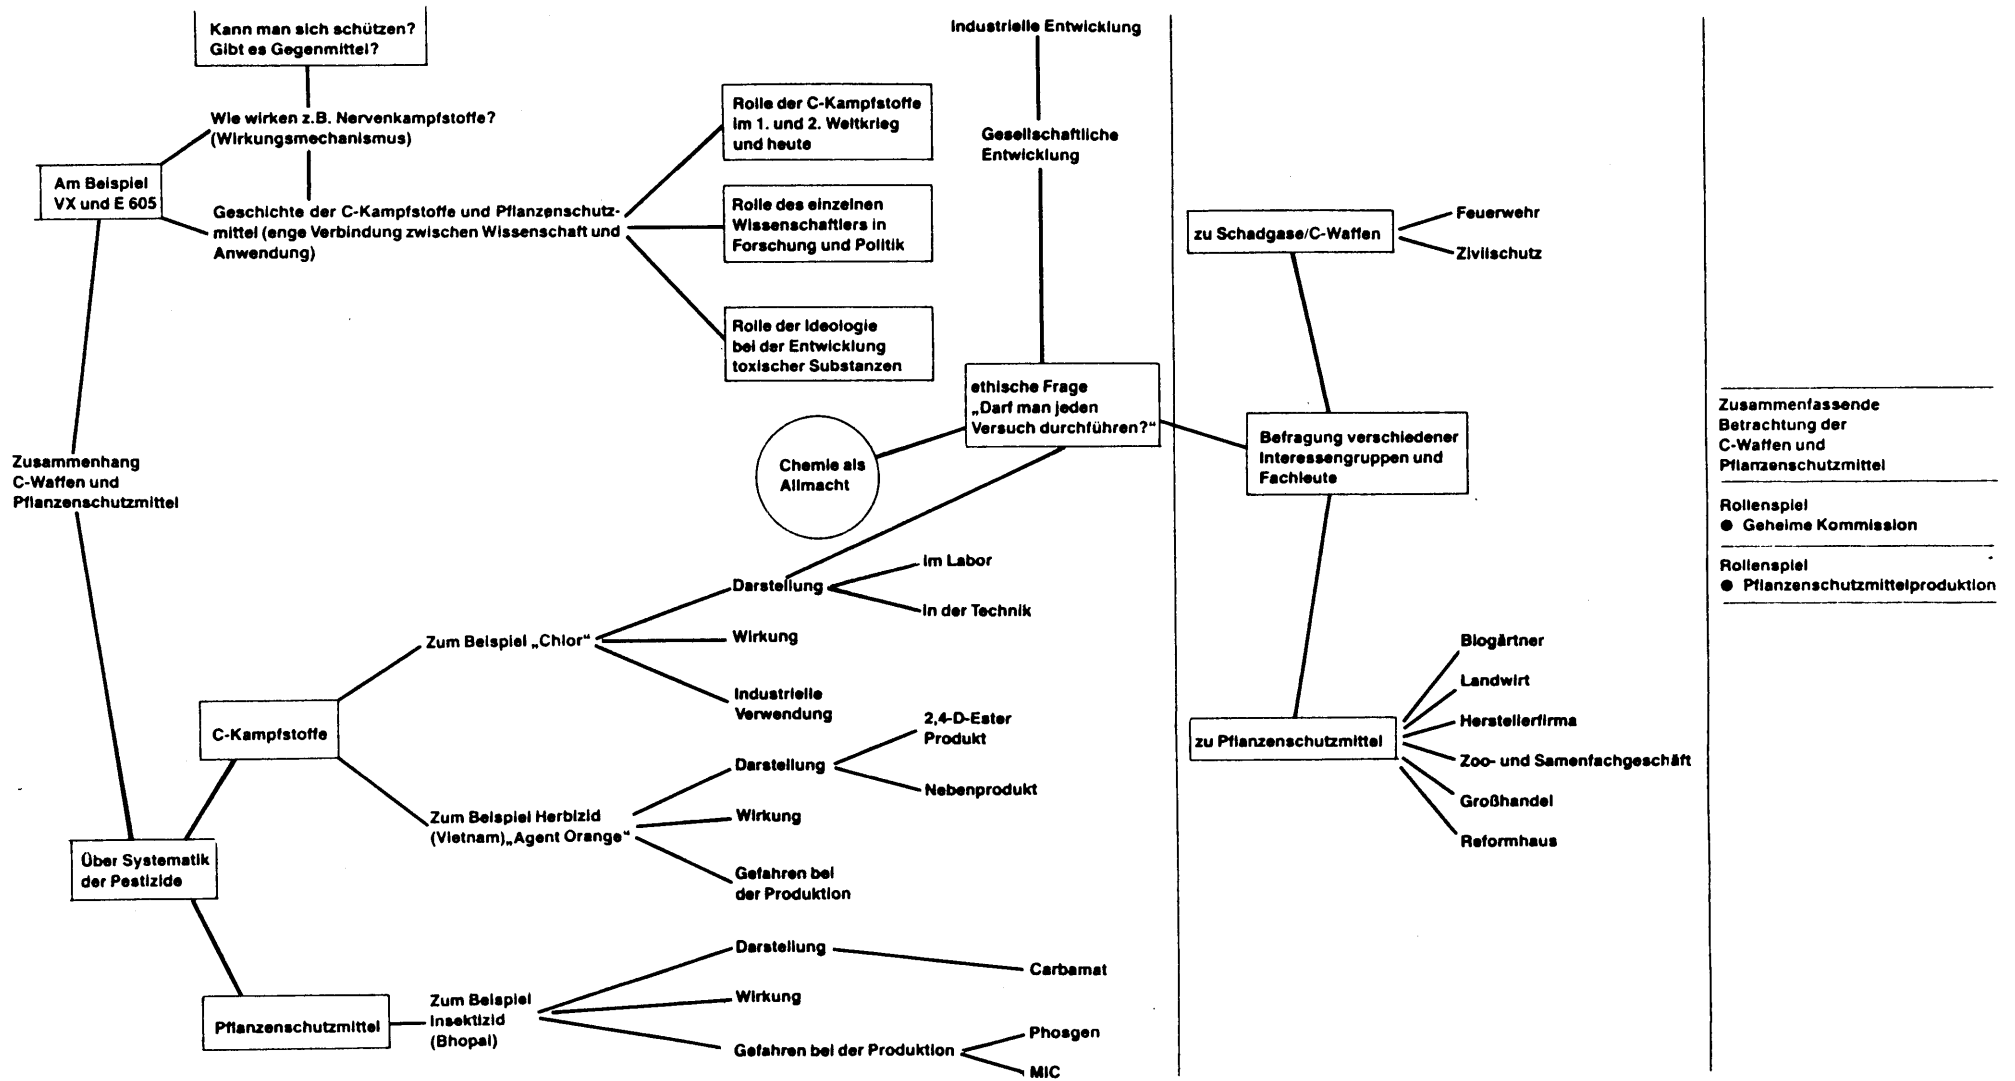 Kann man sich schützen?
Gibt es Gegenmittel?
Wie wirken z.B. Nervenkampfstoffe?
(Wirkungsmechanismus)
Am Beispiel
VX und E 605
Geschichte der C-Kampfstoffe und Pflanzenschutz-
mittel (enge Verbindung zwischen Wissenschaft und
Anwendung)
Rolle der C-Kampfstoffe
im 1. und 2. Weltkrieg
und heute
Rolle des einzelnen
Wissenschaftlers in
Forschung und Politik
Rolle der Ideologie
bei der Entwicklung
toxischer Substanzen
Industrielle Entwicklung
Gesellschaftliche
Entwicklung
ethische Frage
„Darf man jeden
Versuch durchführen?“
Chemie als
Allmacht
Zusammenhang
C-Waffen und
Pflanzenschutzmittel
Über Systematik
der Pestizide
C-Kampfstoffe
Zum Beispiel „Chlor“
Darstellung
im Labor
in der Technik
Wirkung
Industrielle
Verwendung
Zum Beispiel Herbizid
(Vietnam)„Agent Orange“
Darstellung
2,4-D-Ester
Produkt
Nebenprodukt
Wirkung
Gefahren bei
der Produktion
Pflanzenschutzmittel
Zum Beispiel
Insektizid
(Bhopal)
Darstellung
Carbamat
Wirkung
Gefahren bei der Produktion
Phosgen
MIC
zu Schadgase/C-Waffen
Feuerwehr
Zivilschutz
Befragung verschiedener
Interessengruppen und
Fachleute
zu Pflanzenschutzmittel
Biogärtner
Landwirt
Herstellerfirma
Zoo- und Samenfachgeschäft
Großhandel
Reformhaus
Zusammenfassende
Betrachtung der
C-Waffen und
Pflanzenschutzmittel
Rollenspiel
● Geheime Kommission
Rollenspiel
● Pflanzenschutzmittelproduktion